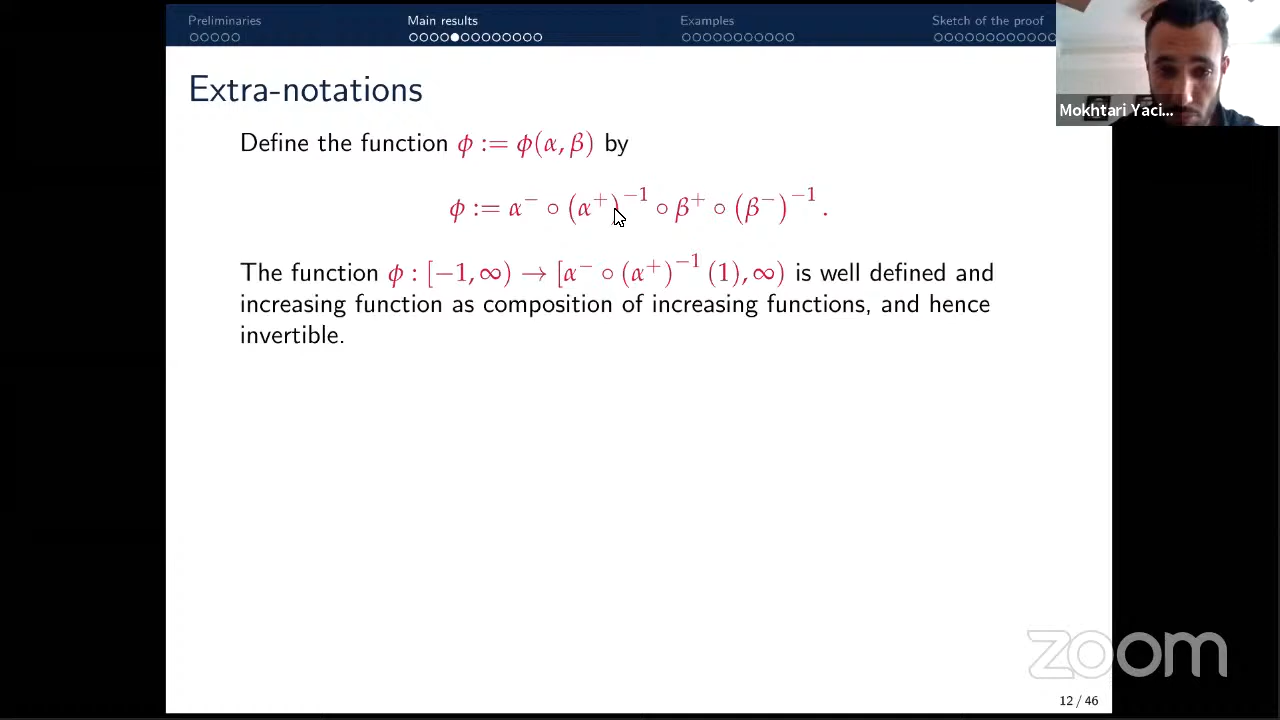 Preliminaries Main results Examples Sketch of the proof
Mokhtari Yaci...
Extra-notations
Define the function ϕ := ϕ(α, β) by
ϕ := α⁻ ∘ (α⁺)⁻¹ ∘ β⁺ ∘ (β⁻)⁻¹ .
The function ϕ : [−1, ∞) → [α⁻ ∘ (α⁺)⁻¹ (1), ∞) is well defined and
increasing function as composition of increasing functions, and hence
invertible.
zoom
12 / 46